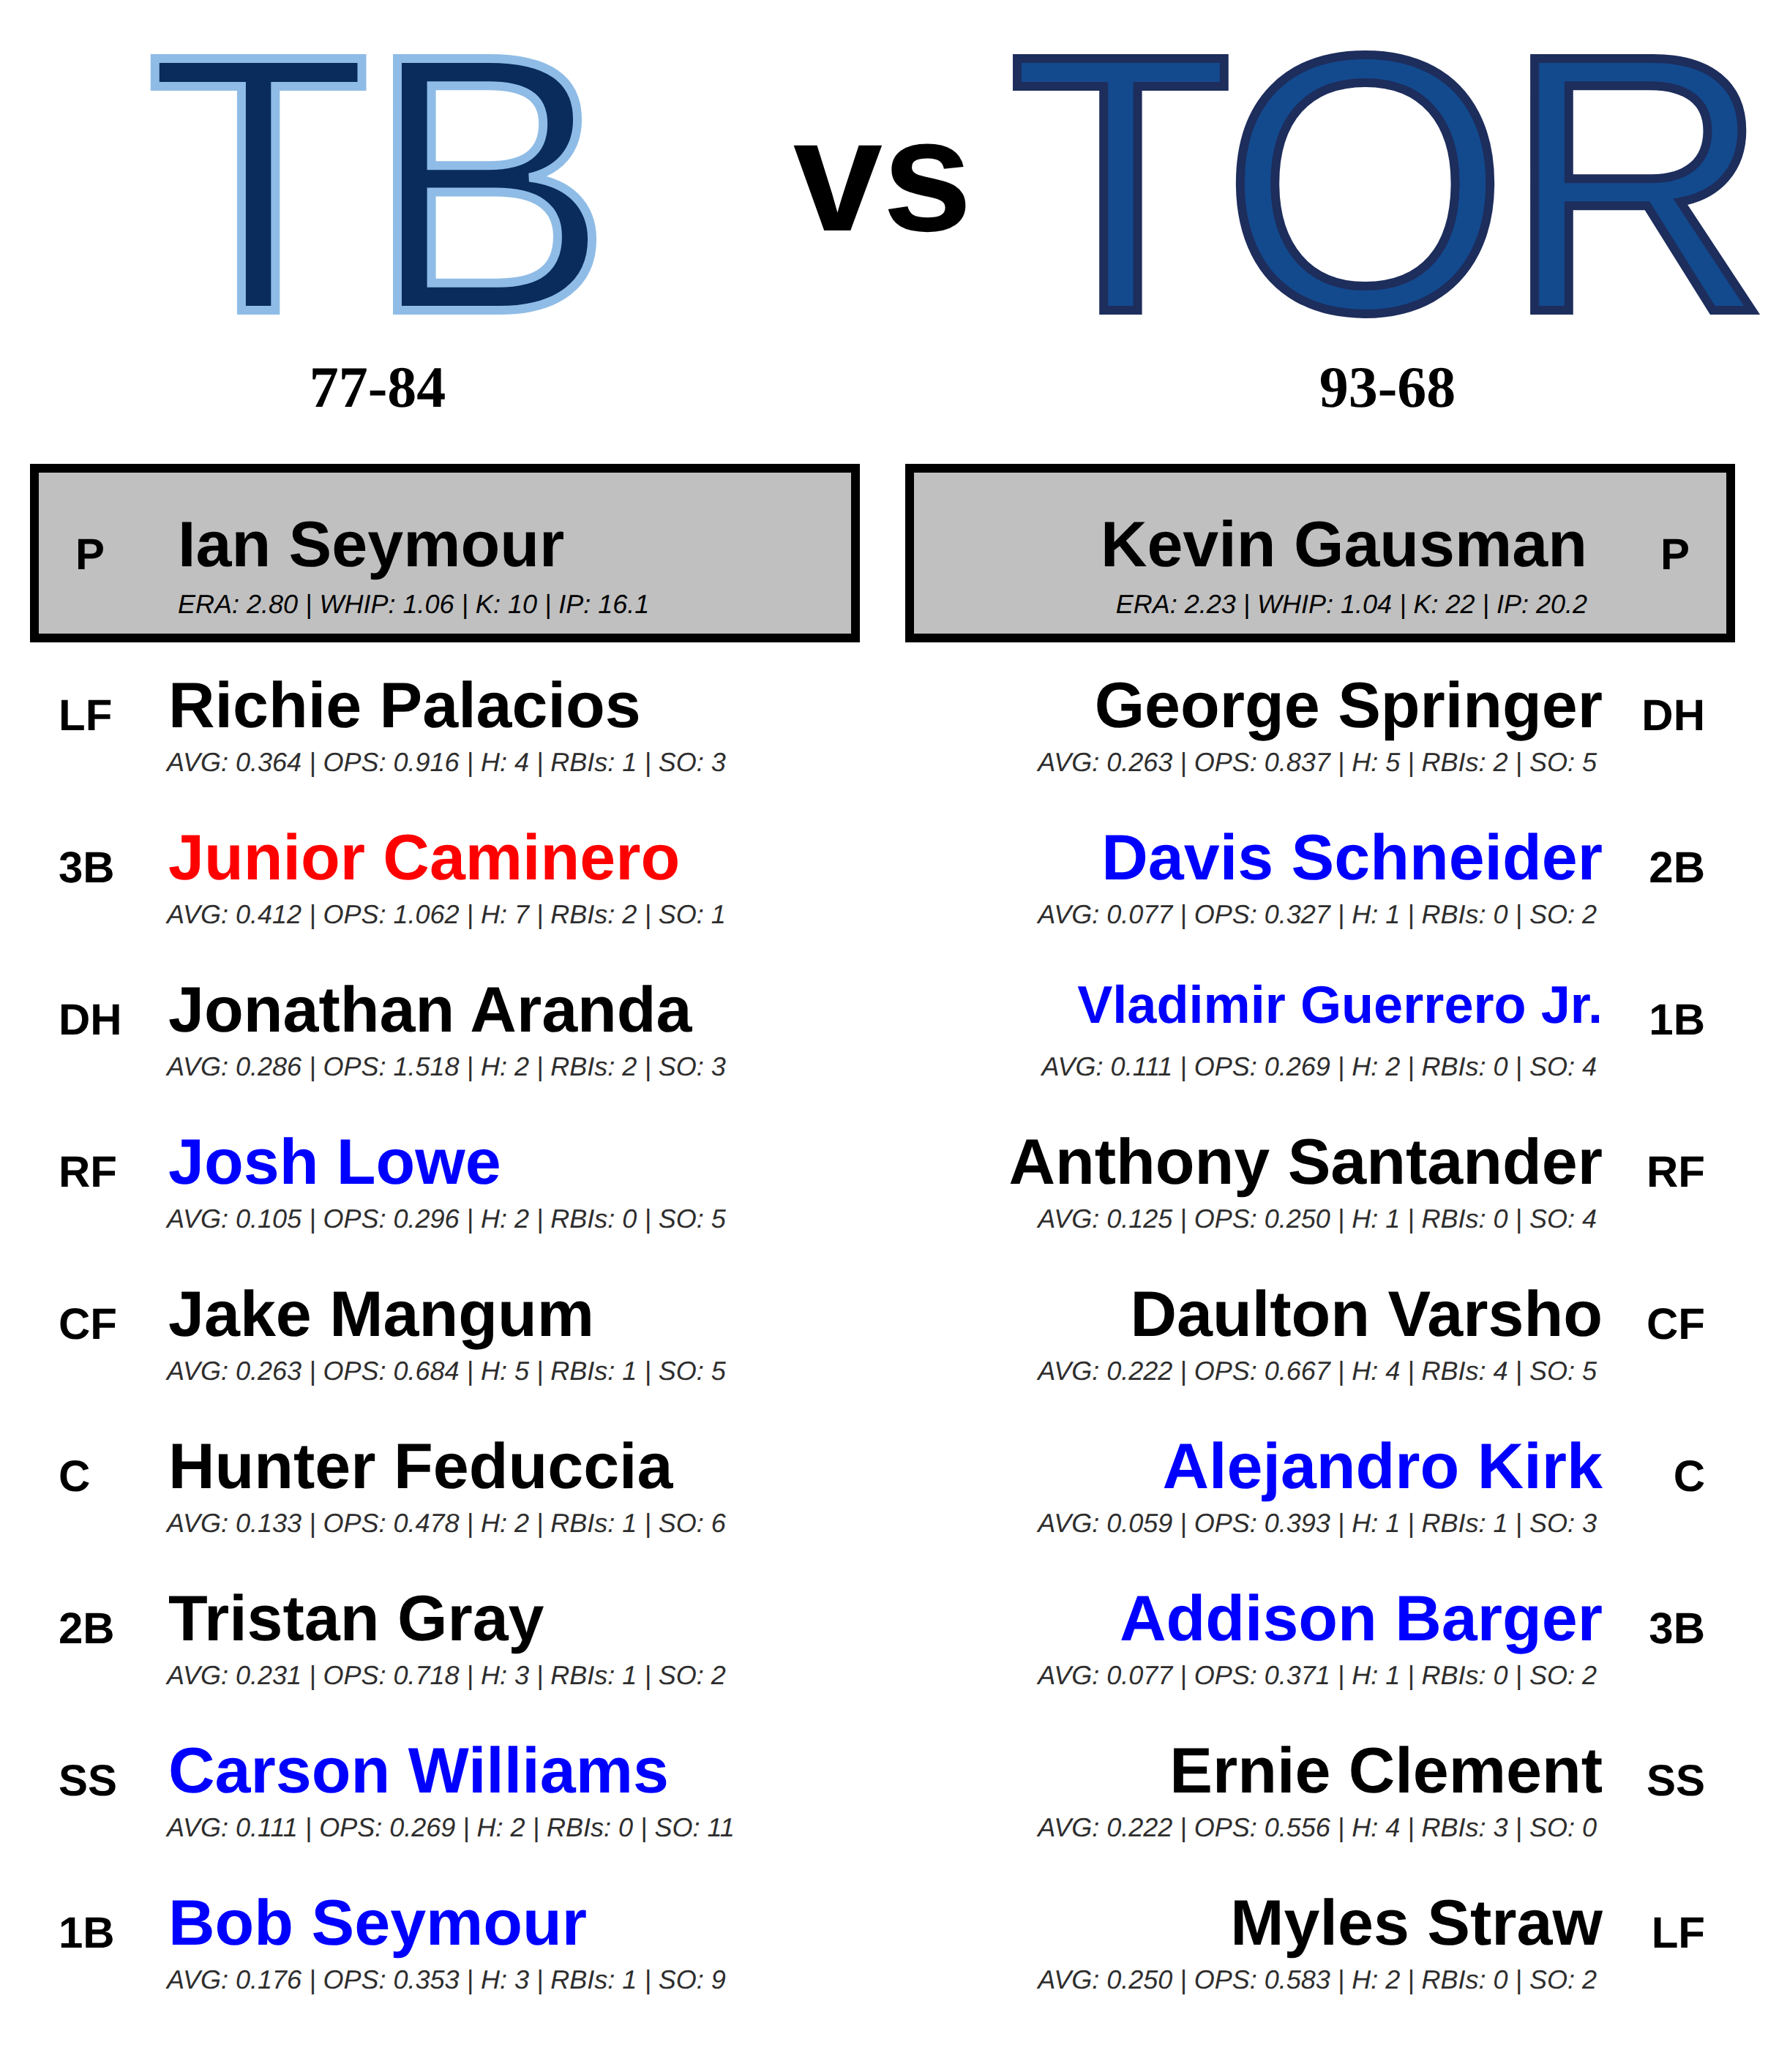 TB vs TOR
77-84 93-68
P Ian Seymour
ERA: 2.80 | WHIP: 1.06 | K: 10 | IP: 16.1
Kevin Gausman P
ERA: 2.23 | WHIP: 1.04 | K: 22 | IP: 20.2
LF Richie Palacios
AVG: 0.364 | OPS: 0.916 | H: 4 | RBIs: 1 | SO: 3
3B Junior Caminero
AVG: 0.412 | OPS: 1.062 | H: 7 | RBIs: 2 | SO: 1
DH Jonathan Aranda
AVG: 0.286 | OPS: 1.518 | H: 2 | RBIs: 2 | SO: 3
RF Josh Lowe
AVG: 0.105 | OPS: 0.296 | H: 2 | RBIs: 0 | SO: 5
CF Jake Mangum
AVG: 0.263 | OPS: 0.684 | H: 5 | RBIs: 1 | SO: 5
C Hunter Feduccia
AVG: 0.133 | OPS: 0.478 | H: 2 | RBIs: 1 | SO: 6
2B Tristan Gray
AVG: 0.231 | OPS: 0.718 | H: 3 | RBIs: 1 | SO: 2
SS Carson Williams
AVG: 0.111 | OPS: 0.269 | H: 2 | RBIs: 0 | SO: 11
1B Bob Seymour
AVG: 0.176 | OPS: 0.353 | H: 3 | RBIs: 1 | SO: 9
George Springer DH
AVG: 0.263 | OPS: 0.837 | H: 5 | RBIs: 2 | SO: 5
Davis Schneider 2B
AVG: 0.077 | OPS: 0.327 | H: 1 | RBIs: 0 | SO: 2
Vladimir Guerrero Jr. 1B
AVG: 0.111 | OPS: 0.269 | H: 2 | RBIs: 0 | SO: 4
Anthony Santander RF
AVG: 0.125 | OPS: 0.250 | H: 1 | RBIs: 0 | SO: 4
Daulton Varsho CF
AVG: 0.222 | OPS: 0.667 | H: 4 | RBIs: 4 | SO: 5
Alejandro Kirk C
AVG: 0.059 | OPS: 0.393 | H: 1 | RBIs: 1 | SO: 3
Addison Barger 3B
AVG: 0.077 | OPS: 0.371 | H: 1 | RBIs: 0 | SO: 2
Ernie Clement SS
AVG: 0.222 | OPS: 0.556 | H: 4 | RBIs: 3 | SO: 0
Myles Straw LF
AVG: 0.250 | OPS: 0.583 | H: 2 | RBIs: 0 | SO: 2